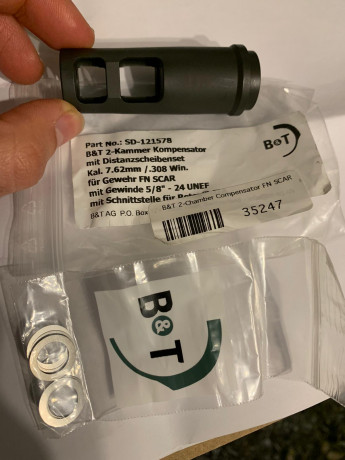 Part No.: SD-121578
B&T 2-Kammer Kompensator
mit Distanzscheibenset
Kal. 7.62mm /.308 Win.
für Gewehr FN SCAR
mit Gewinde 5/8" - 24 UNEF
mit Schnittstelle für
B&T AG P.O. Box
B&T
B&T 2-Chamber Compensator FN SCAR
35247
B&T